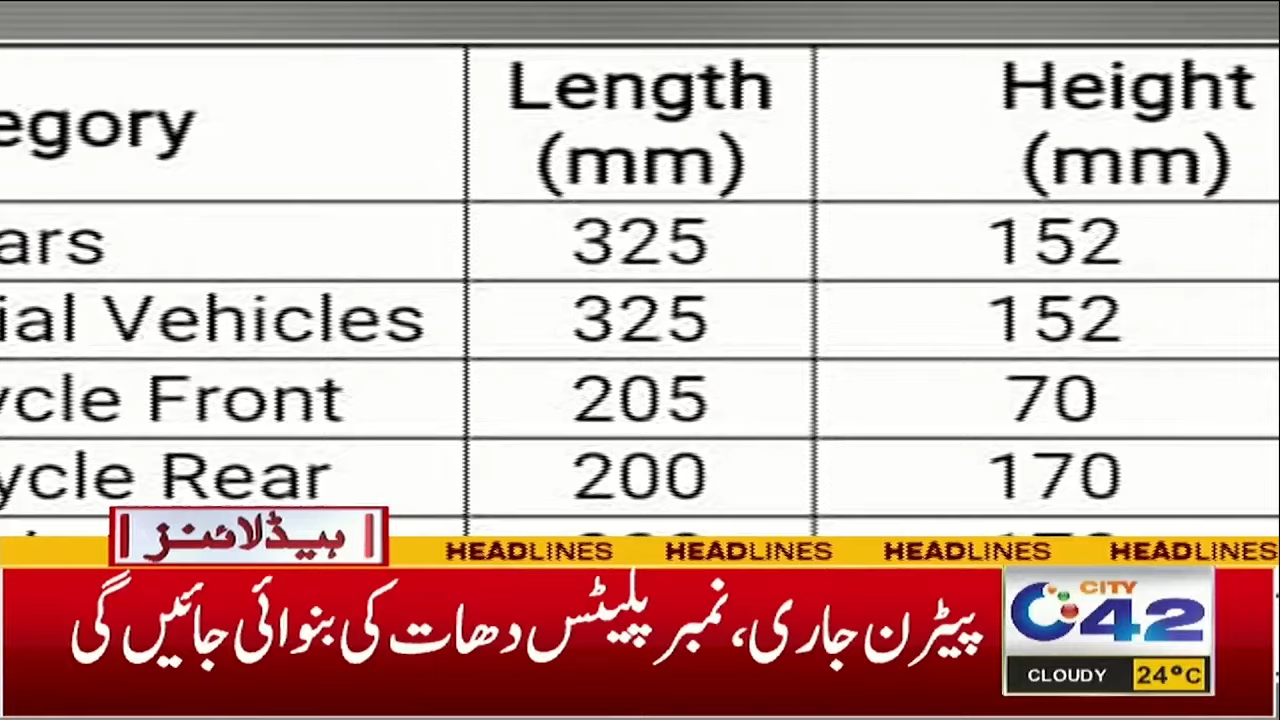 egory Length (mm) Height (mm)
ars 325 152
ial Vehicles 325 152
ycle Front 205 70
ycle Rear 200 170
ہیڈلائنز
HEADLINES HEADLINES HEADLINES HEADLINES
پیٹرن جاری، نمبر پلیٹس دھات کی بنوائی جائیں گی
CITY
42
CLOUDY 24°C